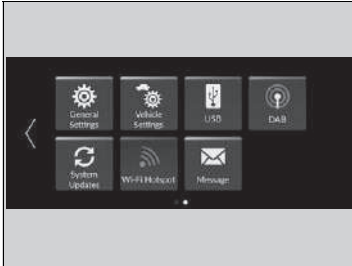 General
Settings
Vehicle
Settings
USB
DAB
System
Updates
Wi-Fi Hotspot
Message